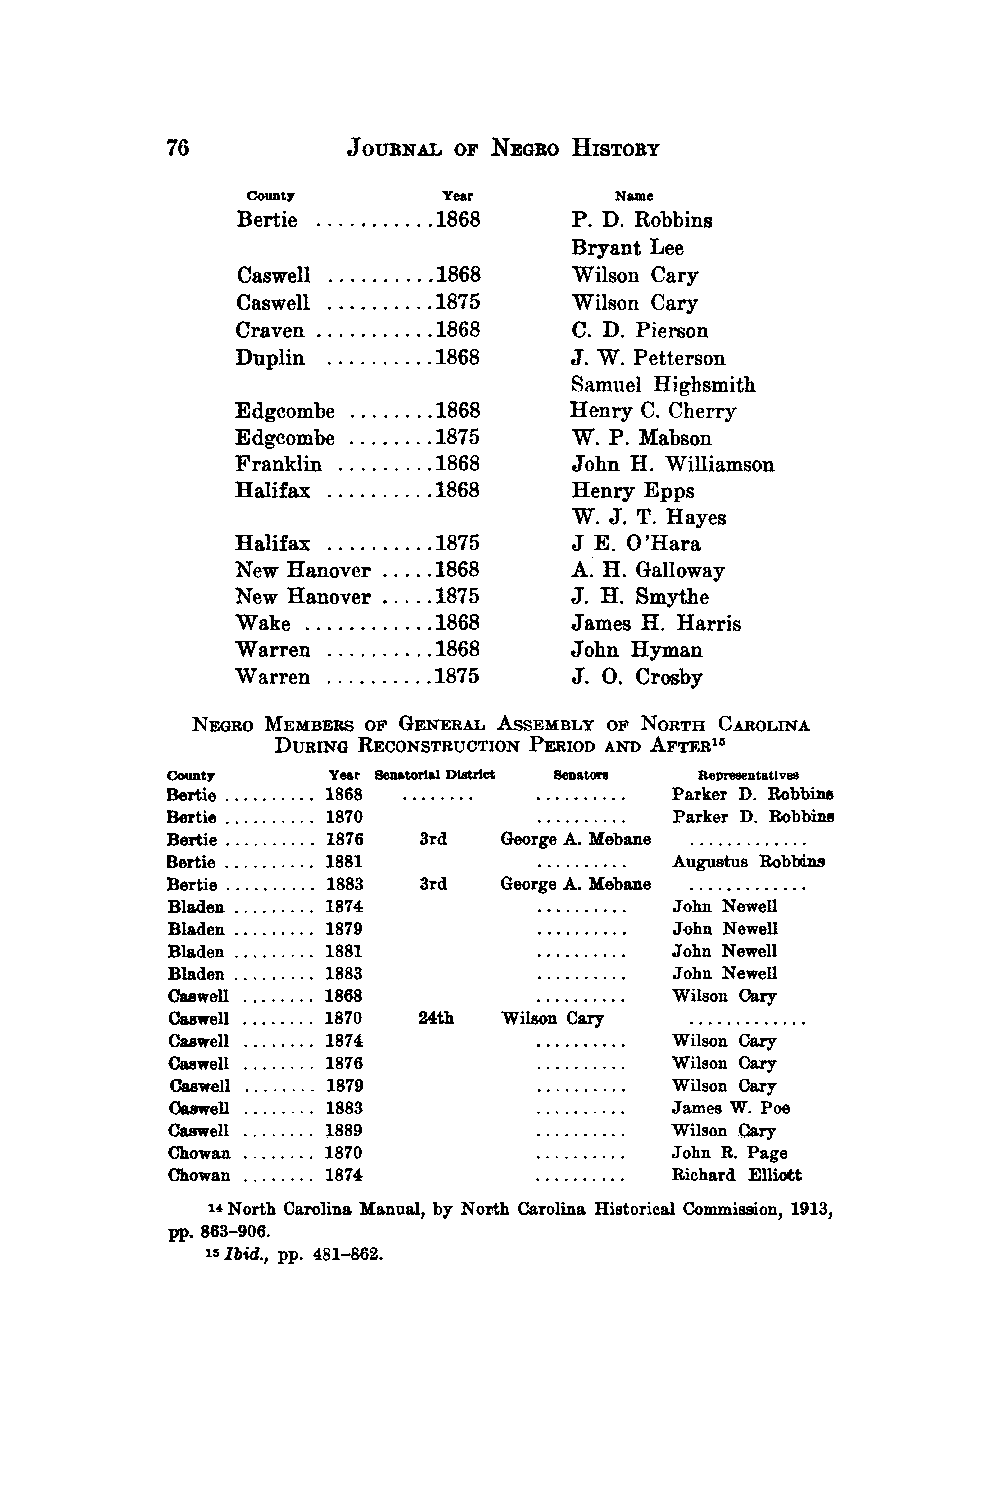 76 JOURNAL OF NEGRO HISTORY
County Year Name
Bertie ...........1868 P. D. Robbins
Bryant Lee
Caswell ..........1868 Wilson Cary
Caswell ..........1875 Wilson Cary
Craven ...........1868 C. D. Pierson
Duplin ..........1868 J. W. Petterson
Samuel Highsmith
Edgecombe ........1868 Henry C. Cherry
Edgecombe ........1875 W. P. Mabson
Franklin .........1868 John H. Williamson
Halifax ..........1868 Henry Epps
W. J. T. Hayes
Halifax ..........1875 J E. O'Hara
New Hanover .....1868 A. H. Galloway
New Hanover .....1875 J. H. Smythe
Wake ............1868 James H. Harris
Warren ..........1868 John Hyman
Warren ..........1875 J. O. Crosby
NEGRO MEMBERS OF GENERAL ASSEMBLY OF NORTH CAROLINA
DURING RECONSTRUCTION PERIOD AND AFTER¹⁵
County Year Senatorial District Senators Representatives
Bertie .......... 1868 ........ .......... Parker D. Robbins
Bertie .......... 1870 .......... Parker D. Robbins
Bertie .......... 1876 3rd George A. Mebane .............
Bertie .......... 1881 .......... Augustus Robbins
Bertie .......... 1883 3rd George A. Mebane .............
Bladen ......... 1874 .......... John Newell
Bladen ......... 1879 .......... John Newell
Bladen ......... 1881 .......... John Newell
Bladen ......... 1883 .......... John Newell
Caswell ........ 1868 .......... Wilson Cary
Caswell ........ 1870 24th Wilson Cary .............
Caswell ........ 1874 .......... Wilson Cary
Caswell ........ 1876 .......... Wilson Cary
Caswell ........ 1879 .......... Wilson Cary
Caswell ........ 1883 .......... James W. Poe
Caswell ........ 1889 .......... Wilson Cary
Chowan ........ 1870 .......... John R. Page
Chowan ........ 1874 .......... Richard Elliott
¹⁴ North Carolina Manual, by North Carolina Historical Commission, 1913,
pp. 863–906.
¹⁵ Ibid., pp. 481–862.